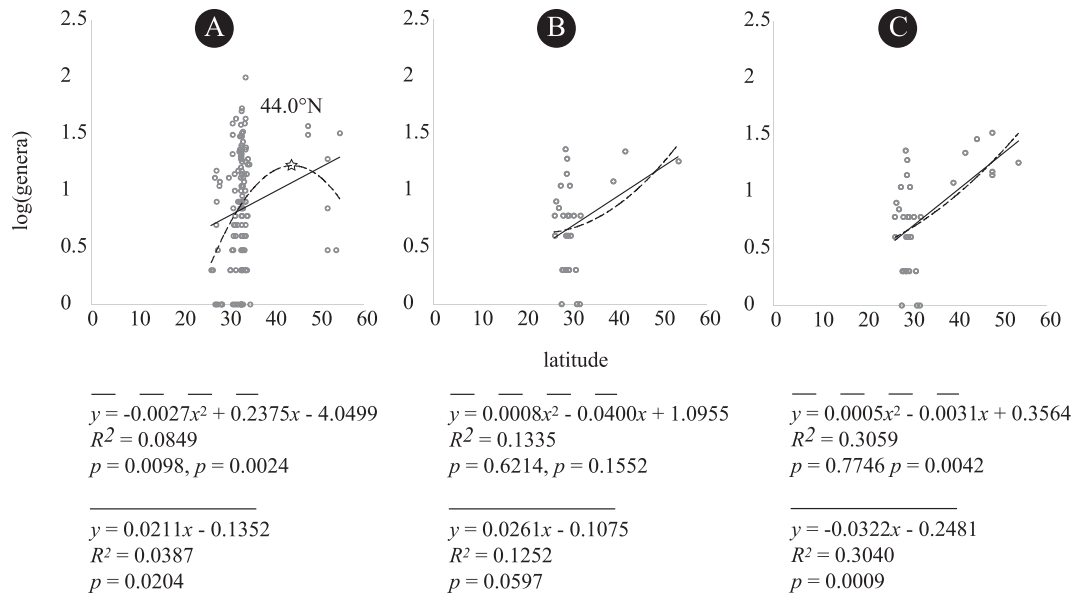 A
B
C
2.5
2
1.5
1
0.5
0
log(genera)
44.0°N
0 10 20 30 40 50 60
2.5
2
1.5
1
0.5
0
0 10 20 30 40 50 60
2.5
2
1.5
1
0.5
0
0 10 20 30 40 50 60
latitude
y = -0.0027x² + 0.2375x - 4.0499
R² = 0.0849
p = 0.0098, p = 0.0024
y = 0.0211x - 0.1352
R² = 0.0387
p = 0.0204
y = 0.0008x² - 0.0400x + 1.0955
R² = 0.1335
p = 0.6214, p = 0.1552
y = 0.0261x - 0.1075
R² = 0.1252
p = 0.0597
y = 0.0005x² - 0.0031x + 0.3564
R² = 0.3059
p = 0.7746 p = 0.0042
y = -0.0322x - 0.2481
R² = 0.3040
p = 0.0009